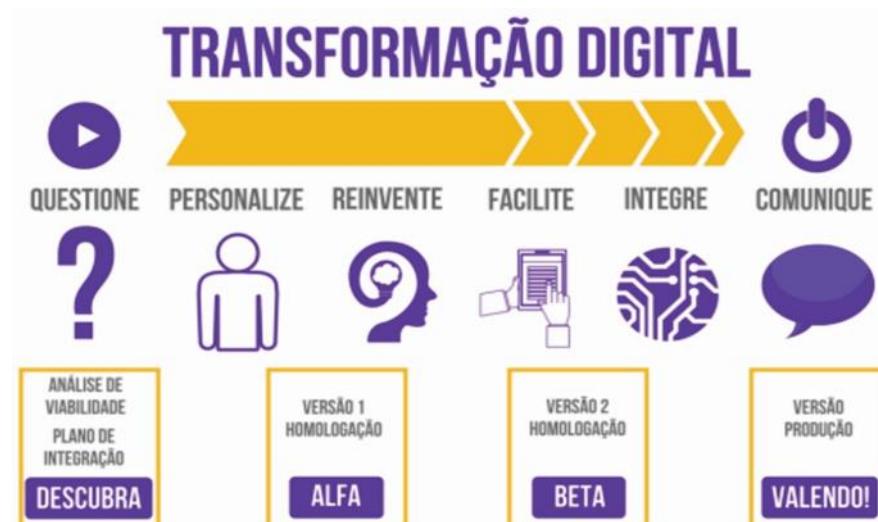 TRANSFORMAÇÃO DIGITAL
QUESTIONE
PERSONALIZE
REINVENTE
FACILITE
INTEGRE
COMUNIQUE
?
ANÁLISE DE
VIABILIDADE
PLANO DE
INTEGRAÇÃO
DESCUBRA
VERSÃO 1
HOMOLOGAÇÃO
ALFA
VERSÃO 2
HOMOLOGAÇÃO
BETA
VERSÃO
PRODUÇÃO
VALENDO!